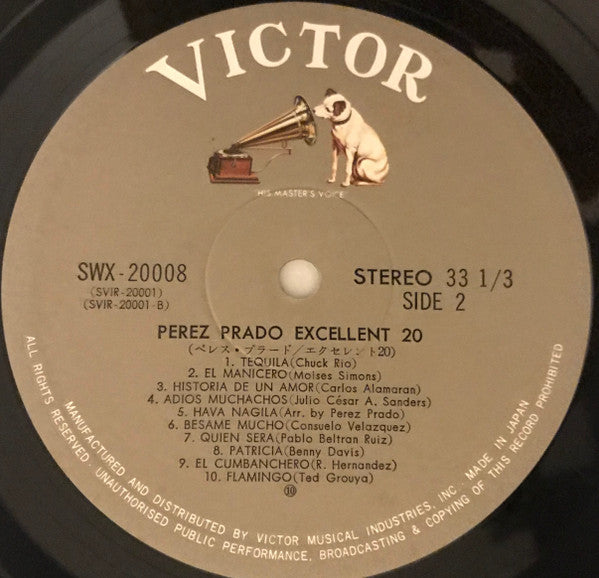 VICTOR
"HIS MASTER'S VOICE"
SWX-20008
(SVIR-20001)
(SVIR-20001-B)
STEREO 33 1/3
SIDE 2
PEREZ PRADO EXCELLENT 20
(ペレス・プラード/エクセレント20)
1. TEQUILA(Chuck Rio)
2. EL MANICERO(Moises Simons)
3. HISTORIA DE UN AMOR(Carlos Alamaran)
4. ADIOS MUCHACHOS(Julio César A. Sanders)
5. HAVA NAGILA(Arr. by Perez Prado)
6. BESAME MUCHO(Consuelo Velazquez)
7. QUIEN SERA(Pablo Beltran Ruiz)
8. PATRICIA(Benny Davis)
9. EL CUMBANCHERO(R. Hernandez)
10. FLAMINGO(Ted Grouya)
⑩
MANUFACTURED AND DISTRIBUTED BY VICTOR MUSICAL INDUSTRIES, INC. MADE IN JAPAN
ALL RIGHTS RESERVED. UNAUTHORISED PUBLIC PERFORMANCE, BROADCASTING & COPYING OF THIS RECORD PROHIBITED